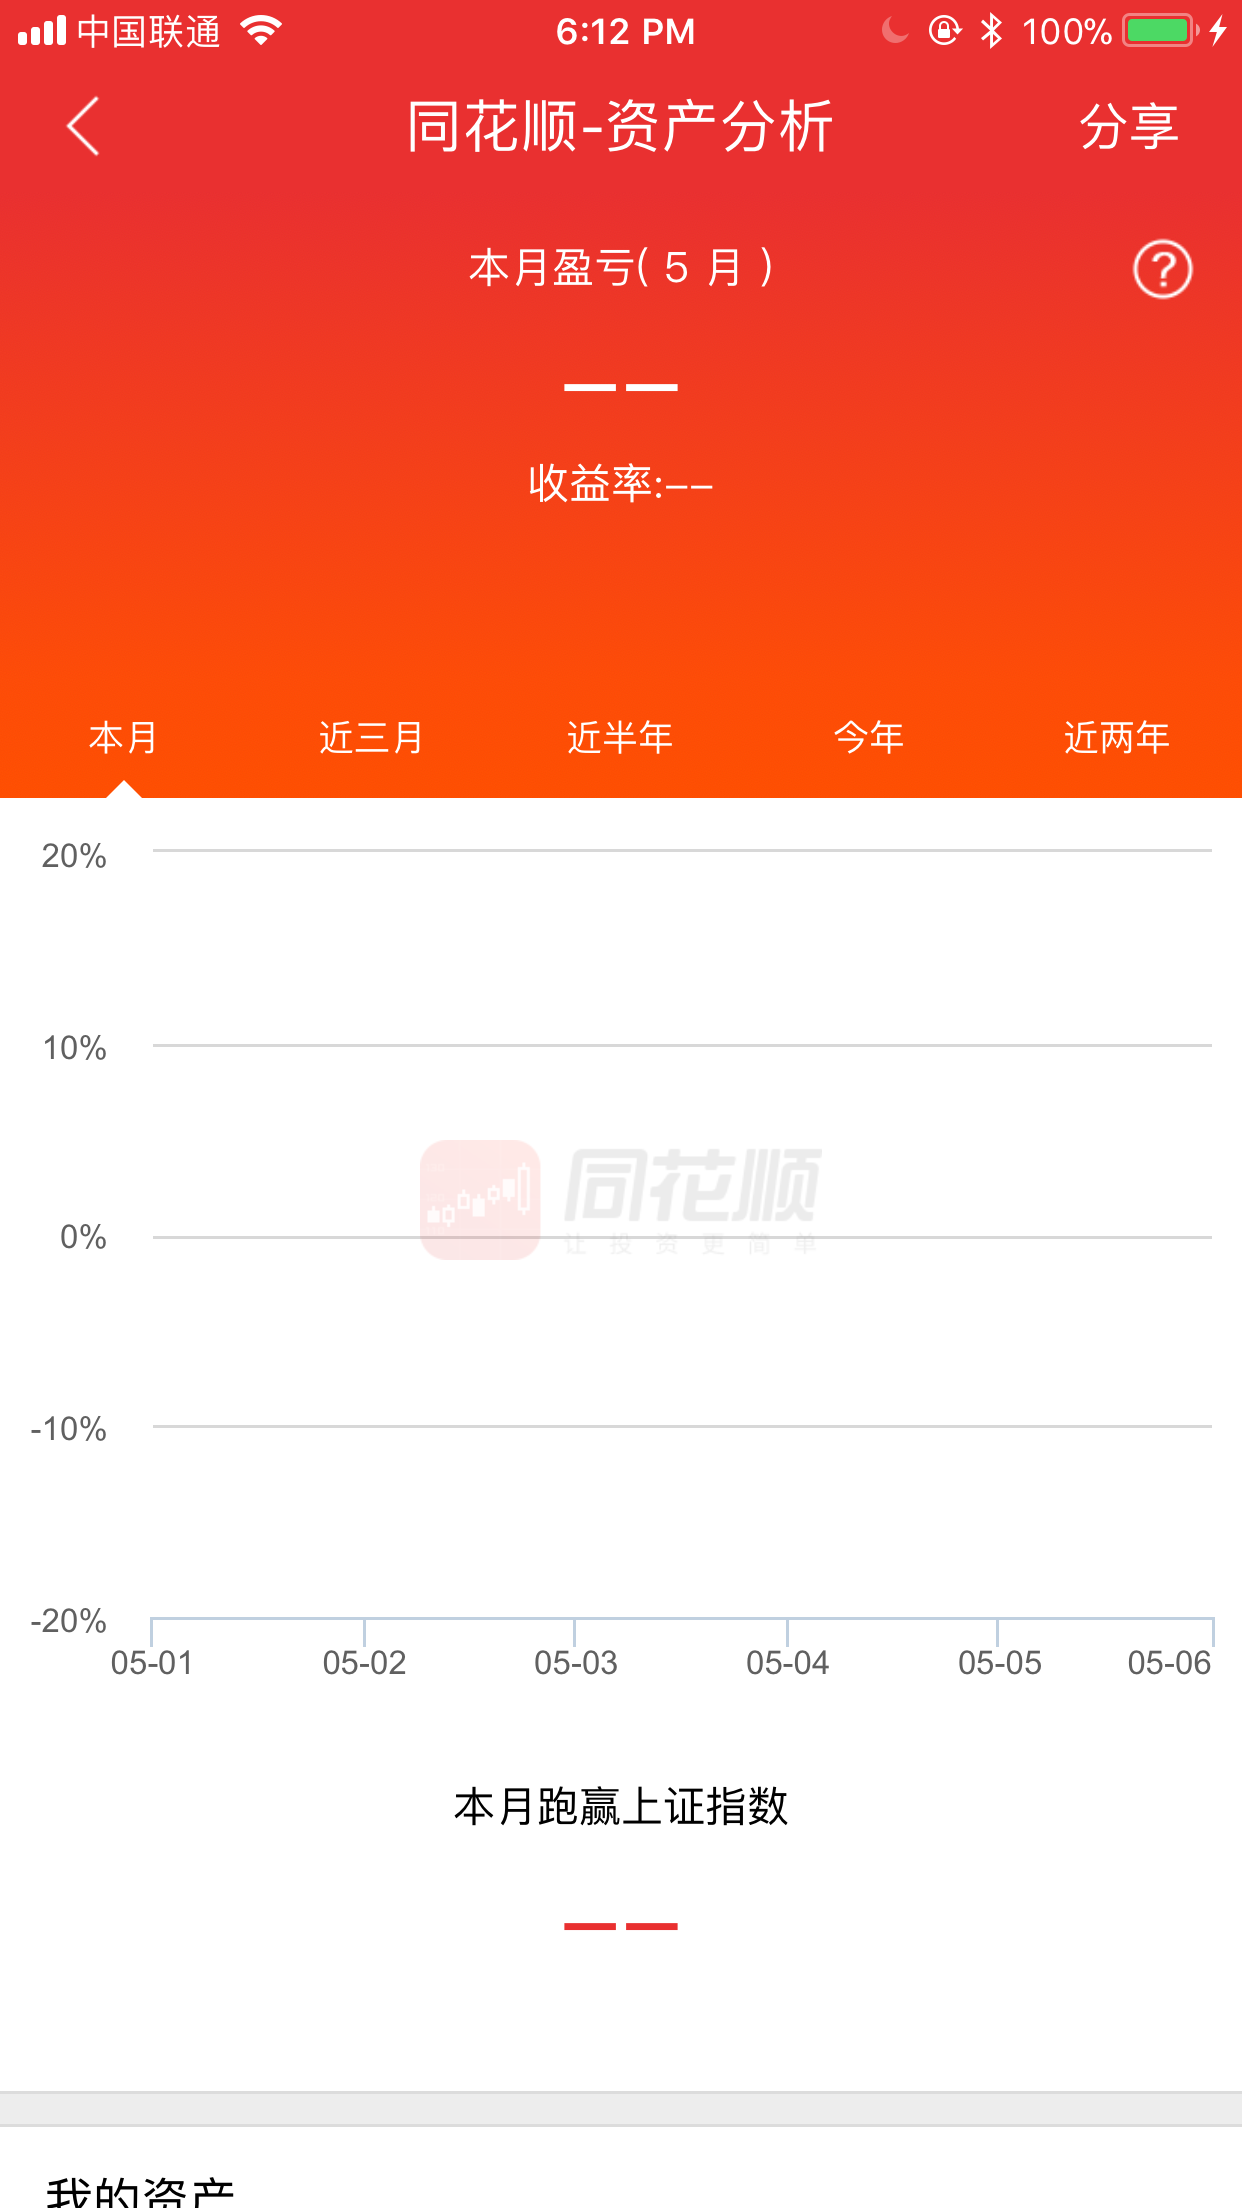 中国联通 6:12 PM 100%
同花顺-资产分析 分享
本月盈亏( 5 月 )
?
--
收益率:--
本月 近三月 近半年 今年 近两年
20%
10%
同花顺
0%
让投资更简单
-10%
-20%
05-01 05-02 05-03 05-04 05-05 05-06
本月跑赢上证指数
--
我的资产